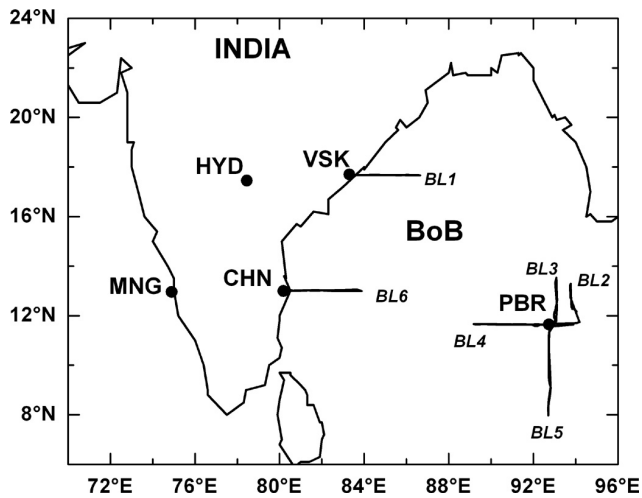 24°N
INDIA
20°N
HYD
VSK
BL1
16°N
BoB
MNG
CHN
BL6
BL3
BL2
12°N
PBR
BL4
8°N
BL5
72°E 76°E 80°E 84°E 88°E 92°E 96°E